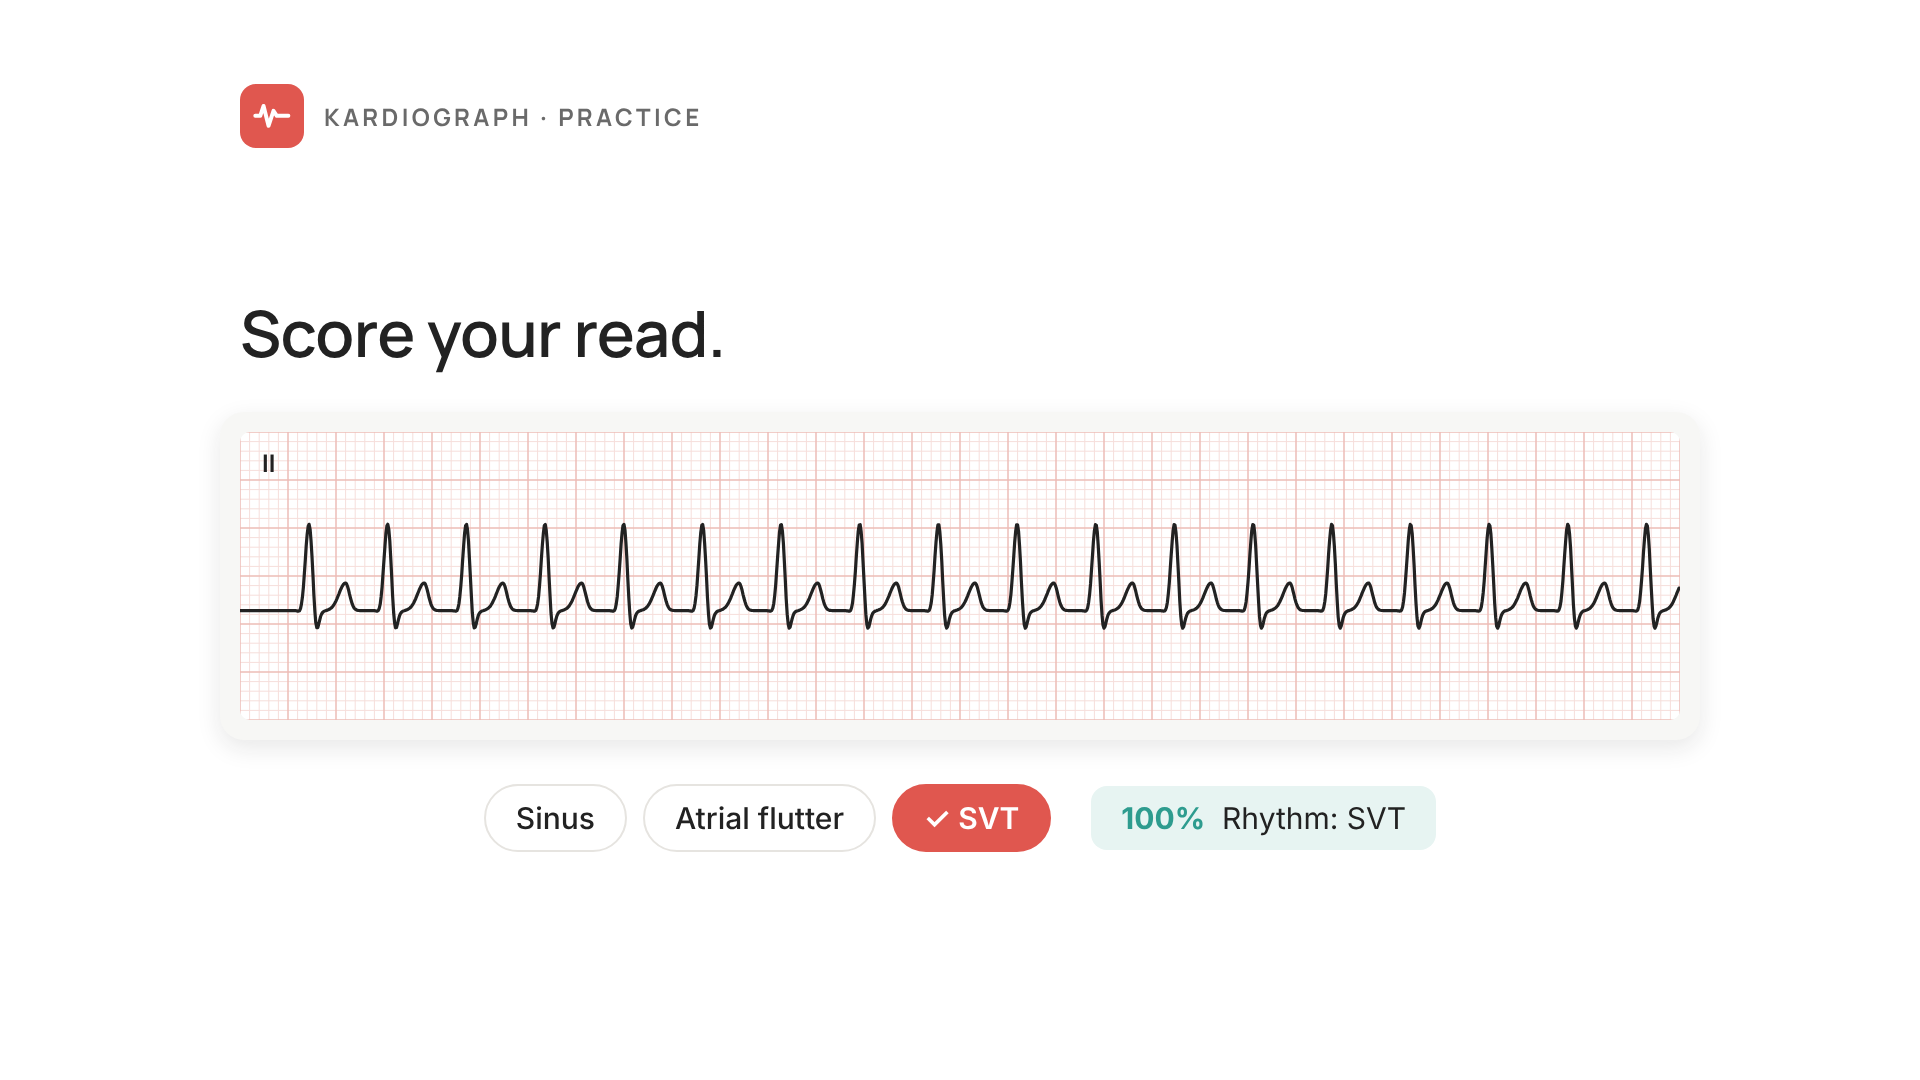 KARDIOGRAPH · PRACTICE
Score your read.
II
Sinus
Atrial flutter
✓ SVT
100% Rhythm: SVT